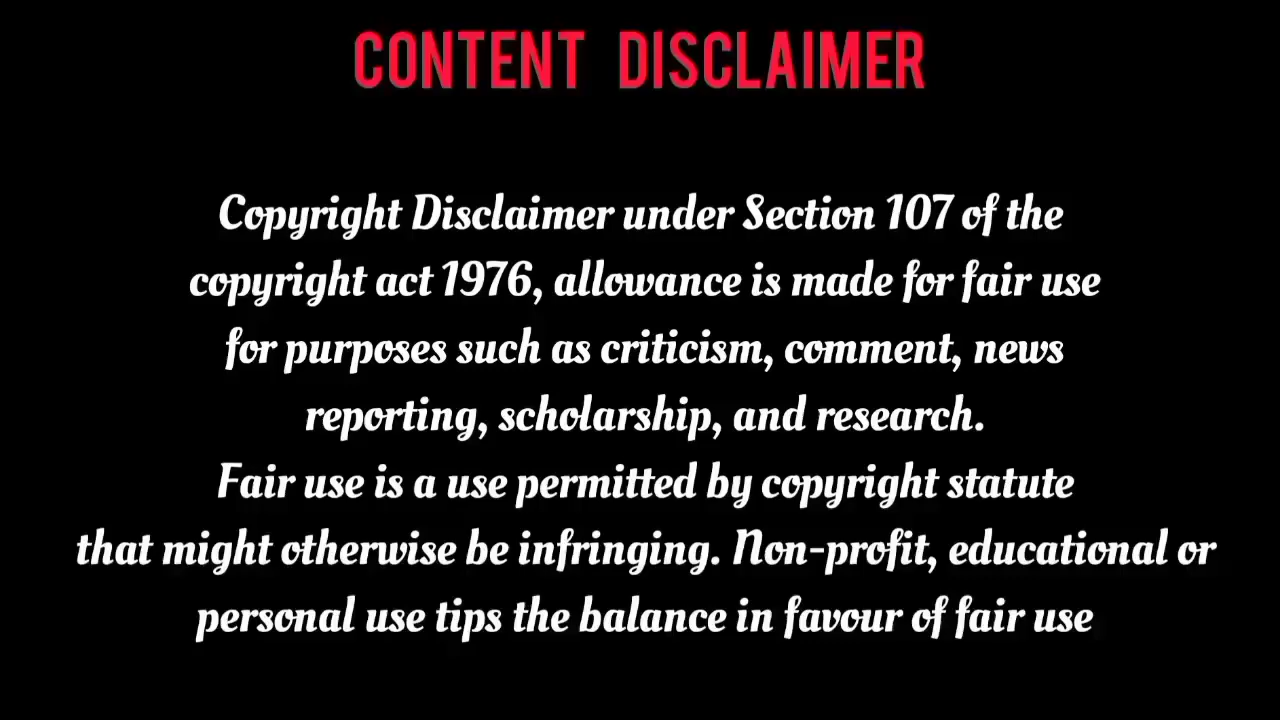 CONTENT DISCLAIMER
Copyright Disclaimer under Section 107 of the
copyright act 1976, allowance is made for fair use
for purposes such as criticism, comment, news
reporting, scholarship, and research.
Fair use is a use permitted by copyright statute
that might otherwise be infringing. Non-profit, educational or
personal use tips the balance in favour of fair use